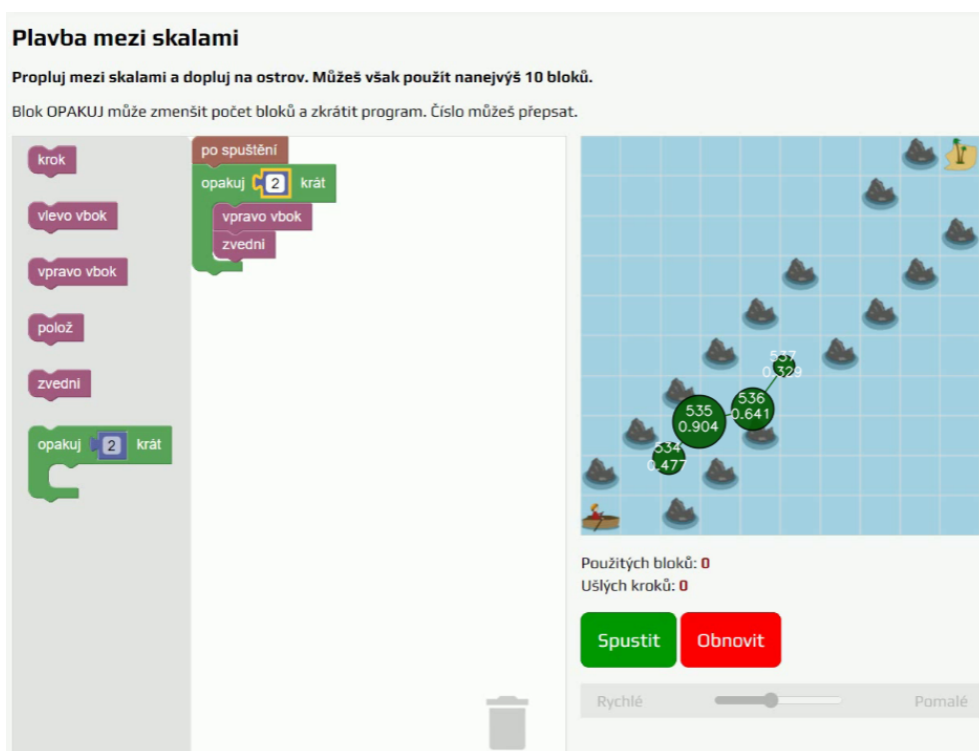 Plavba mezi skalami
Propluj mezi skalami a dopluj na ostrov. Můžeš však použít nanejvýš 10 bloků.
Blok OPAKUJ může zmenšit počet bloků a zkrátit program. Číslo můžeš přepsat.
krok
vlevo vbok
vpravo vbok
polož
zvedni
opakuj 2 krát
po spuštění
opakuj 2 krát
vpravo vbok
zvedni
537
0.329
536
0.641
535
0.904
534
0.477
Použitých bloků: 0
Ušlých kroků: 0
Spustit
Obnovit
Rychlé
Pomalé